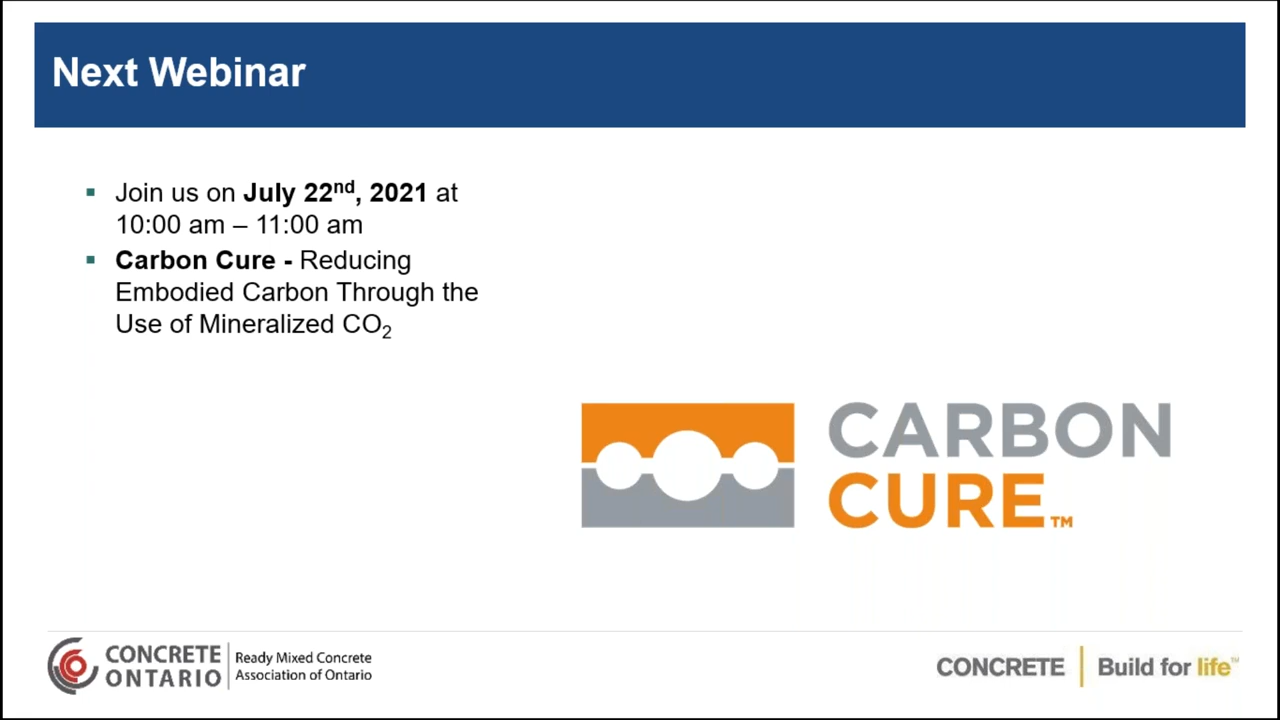 Next Webinar
▪ Join us on July 22nd, 2021 at
10:00 am – 11:00 am
▪ Carbon Cure - Reducing
Embodied Carbon Through the
Use of Mineralized CO2
CARBON
CURE™
CONCRETE
ONTARIO
Ready Mixed Concrete
Association of Ontario
CONCRETE | Build for life™